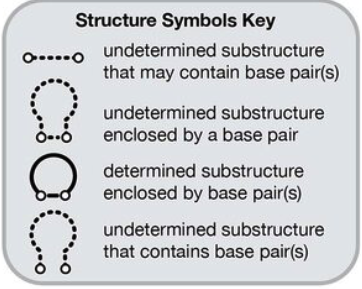 Structure Symbols Key
undetermined substructure
that may contain base pair(s)
undetermined substructure
enclosed by a base pair
determined substructure
enclosed by base pair(s)
undetermined substructure
that contains base pair(s)